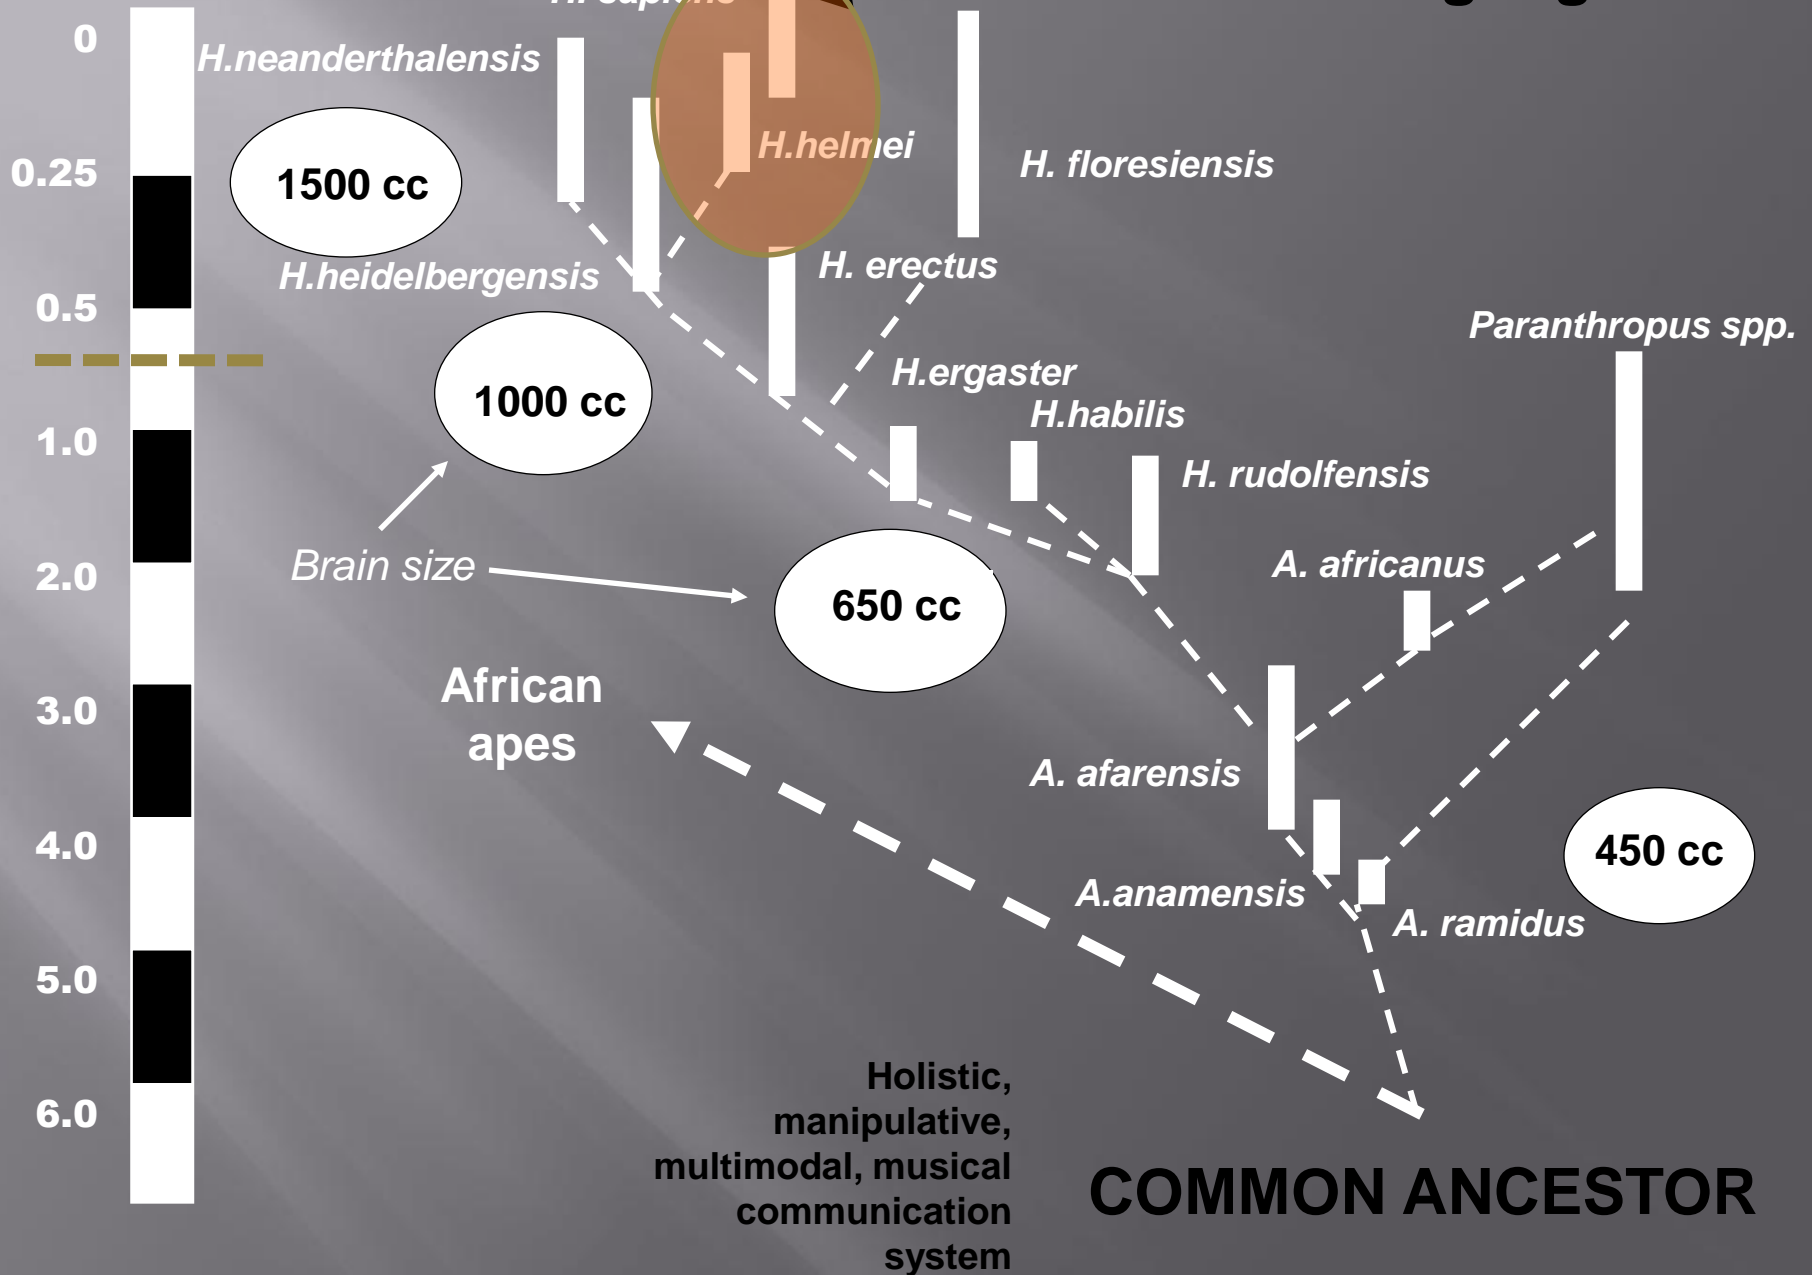 H. sapiens
0
H.neanderthalensis
H.helmei
0.25
1500 cc
H. floresiensis
H.heidelbergensis
H. erectus
0.5
Paranthropus spp.
H.ergaster
1000 cc
H.habilis
1.0
H. rudolfensis
Brain size
2.0
A. africanus
650 cc
African
apes
3.0
A. afarensis
4.0
450 cc
A.anamensis
A. ramidus
5.0
6.0
Holistic,
manipulative,
multimodal, musical
communication
system
COMMON ANCESTOR